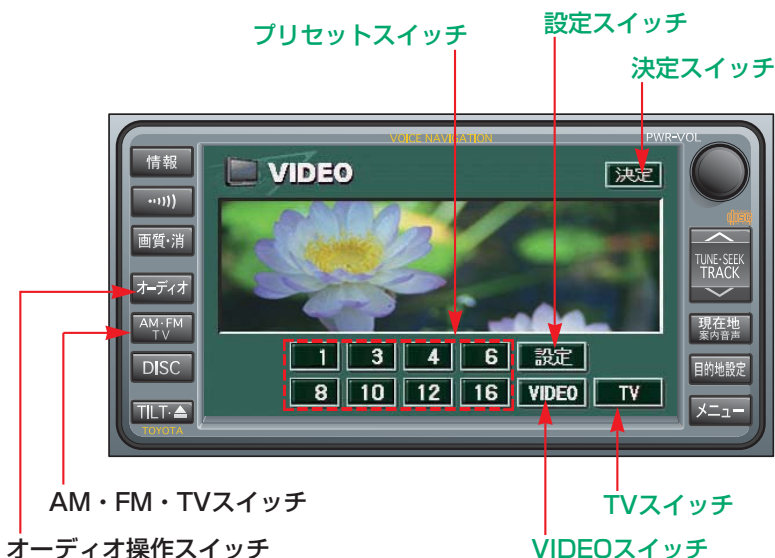 プリセットスイッチ
設定スイッチ
決定スイッチ
VOICE NAVIGATION
PWR-VOL
情報
VIDEO
決定
•ı)))
画質・消
オーディオ
AM・FM
TV
DISC
TILT・▲
TOYOTA
TUNE・SEEK
TRACK
現在地
案内音声
目的地設定
メニュー
1 3 4 6 設定
8 10 12 16 VIDEO TV
AM・FM・TVスイッチ
TVスイッチ
オーディオ操作スイッチ
VIDEOスイッチ